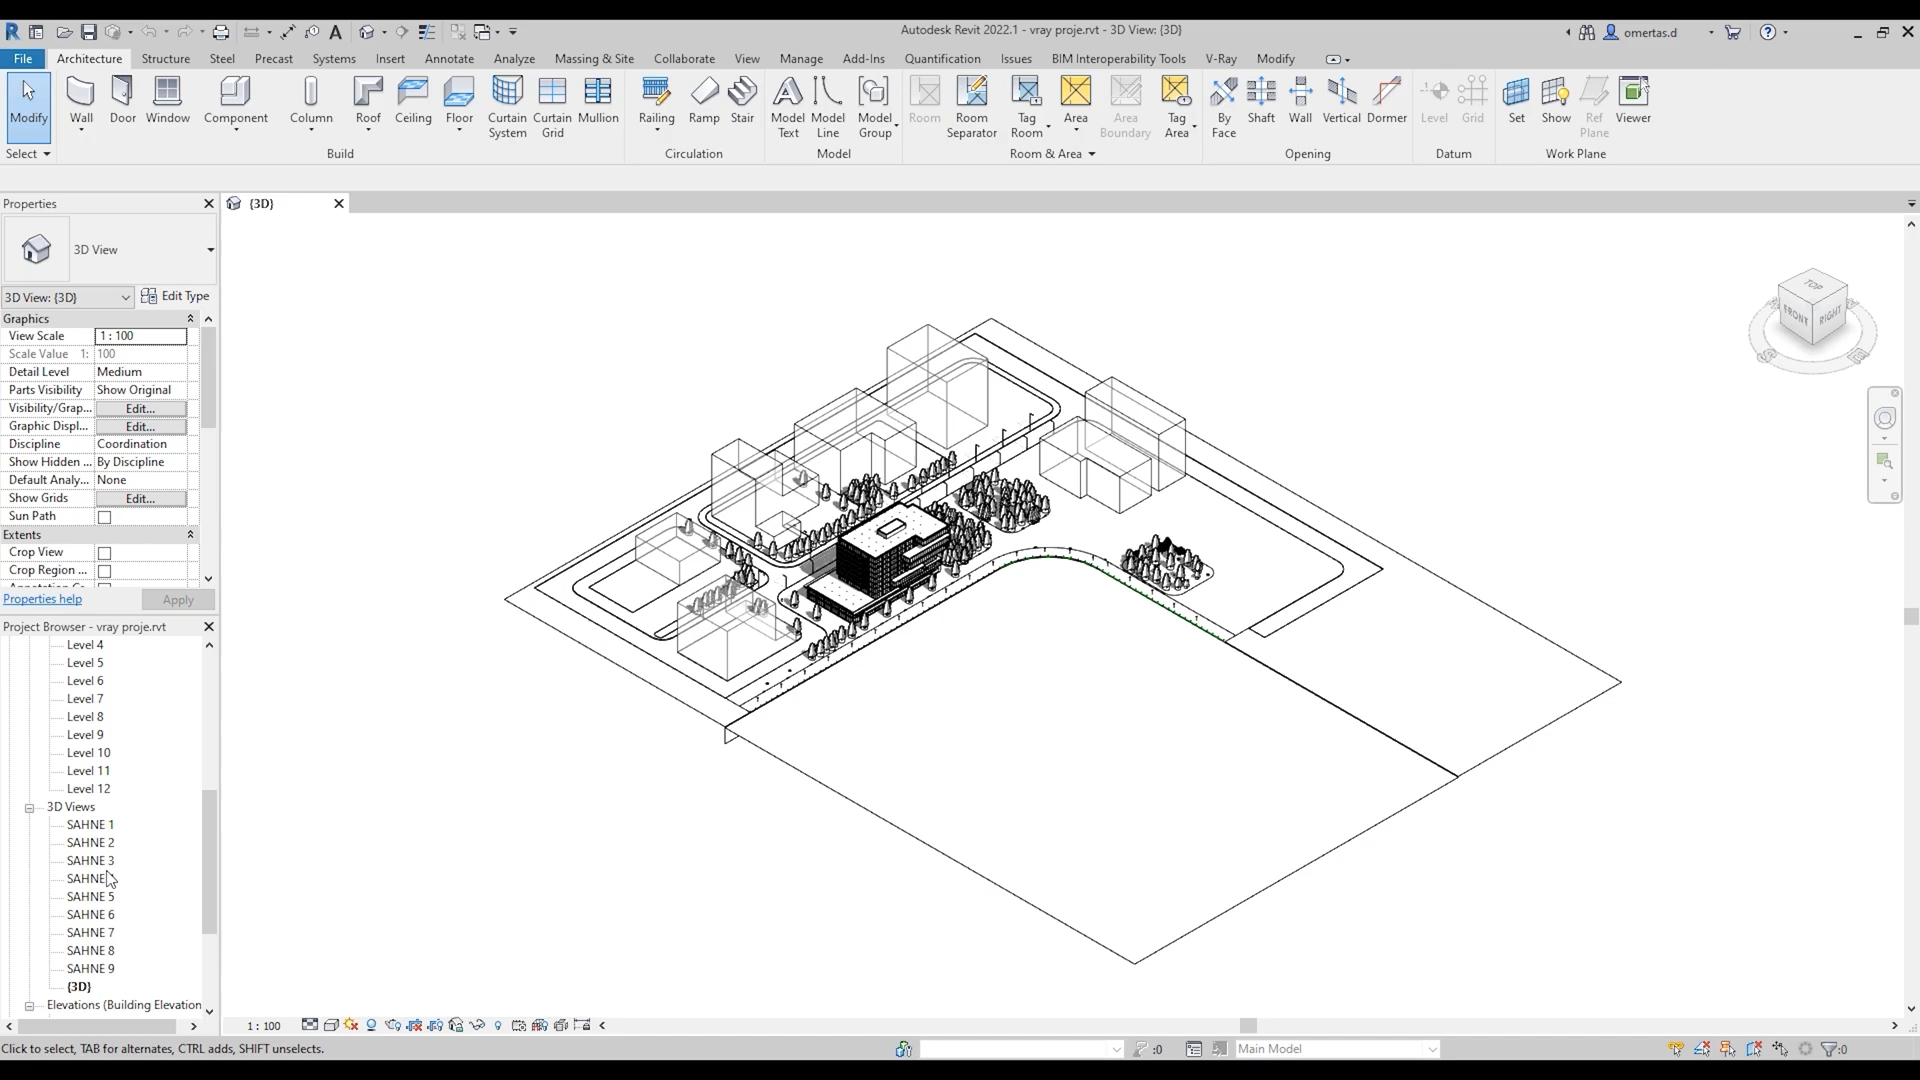 Autodesk Revit 2022.1 - vray proje.rvt - 3D View: {3D}
omertas.d
File Architecture Structure Steel Precast Systems Insert Annotate Analyze Massing & Site Collaborate View Manage Add-Ins Quantification Issues BIM Interoperability Tools V-Ray Modify
Modify Wall Door Window Component Column Roof Ceiling Floor Curtain System Curtain Grid Mullion Railing Ramp Stair Model Text Model Line Model Group Room Room Separator Tag Room Area Area Boundary Tag Area By Face Shaft Wall Vertical Dormer Level Grid Set Show Ref Plane Viewer
Select Build Circulation Model Room & Area Opening Datum Work Plane
Properties
{3D}
3D View
3D View: {3D} Edit Type
Graphics
View Scale 1 : 100
Scale Value 1: 100
Detail Level Medium
Parts Visibility Show Original
Visibility/Grap... Edit...
Graphic Displ... Edit...
Discipline Coordination
Show Hidden ... By Discipline
Default Analy... None
Show Grids Edit...
Sun Path
Extents
Crop View
Crop Region ...
Properties help Apply
Project Browser - vray proje.rvt
Level 4
Level 5
Level 6
Level 7
Level 8
Level 9
Level 10
Level 11
Level 12
3D Views
SAHNE 1
SAHNE 2
SAHNE 3
SAHNE
SAHNE 5
SAHNE 6
SAHNE 7
SAHNE 8
SAHNE 9
{3D}
Elevations (Building Elevation
TOP
FRONT RIGHT
S E
1 : 100
Click to select, TAB for alternates, CTRL adds, SHIFT unselects.
:0
Main Model
:0